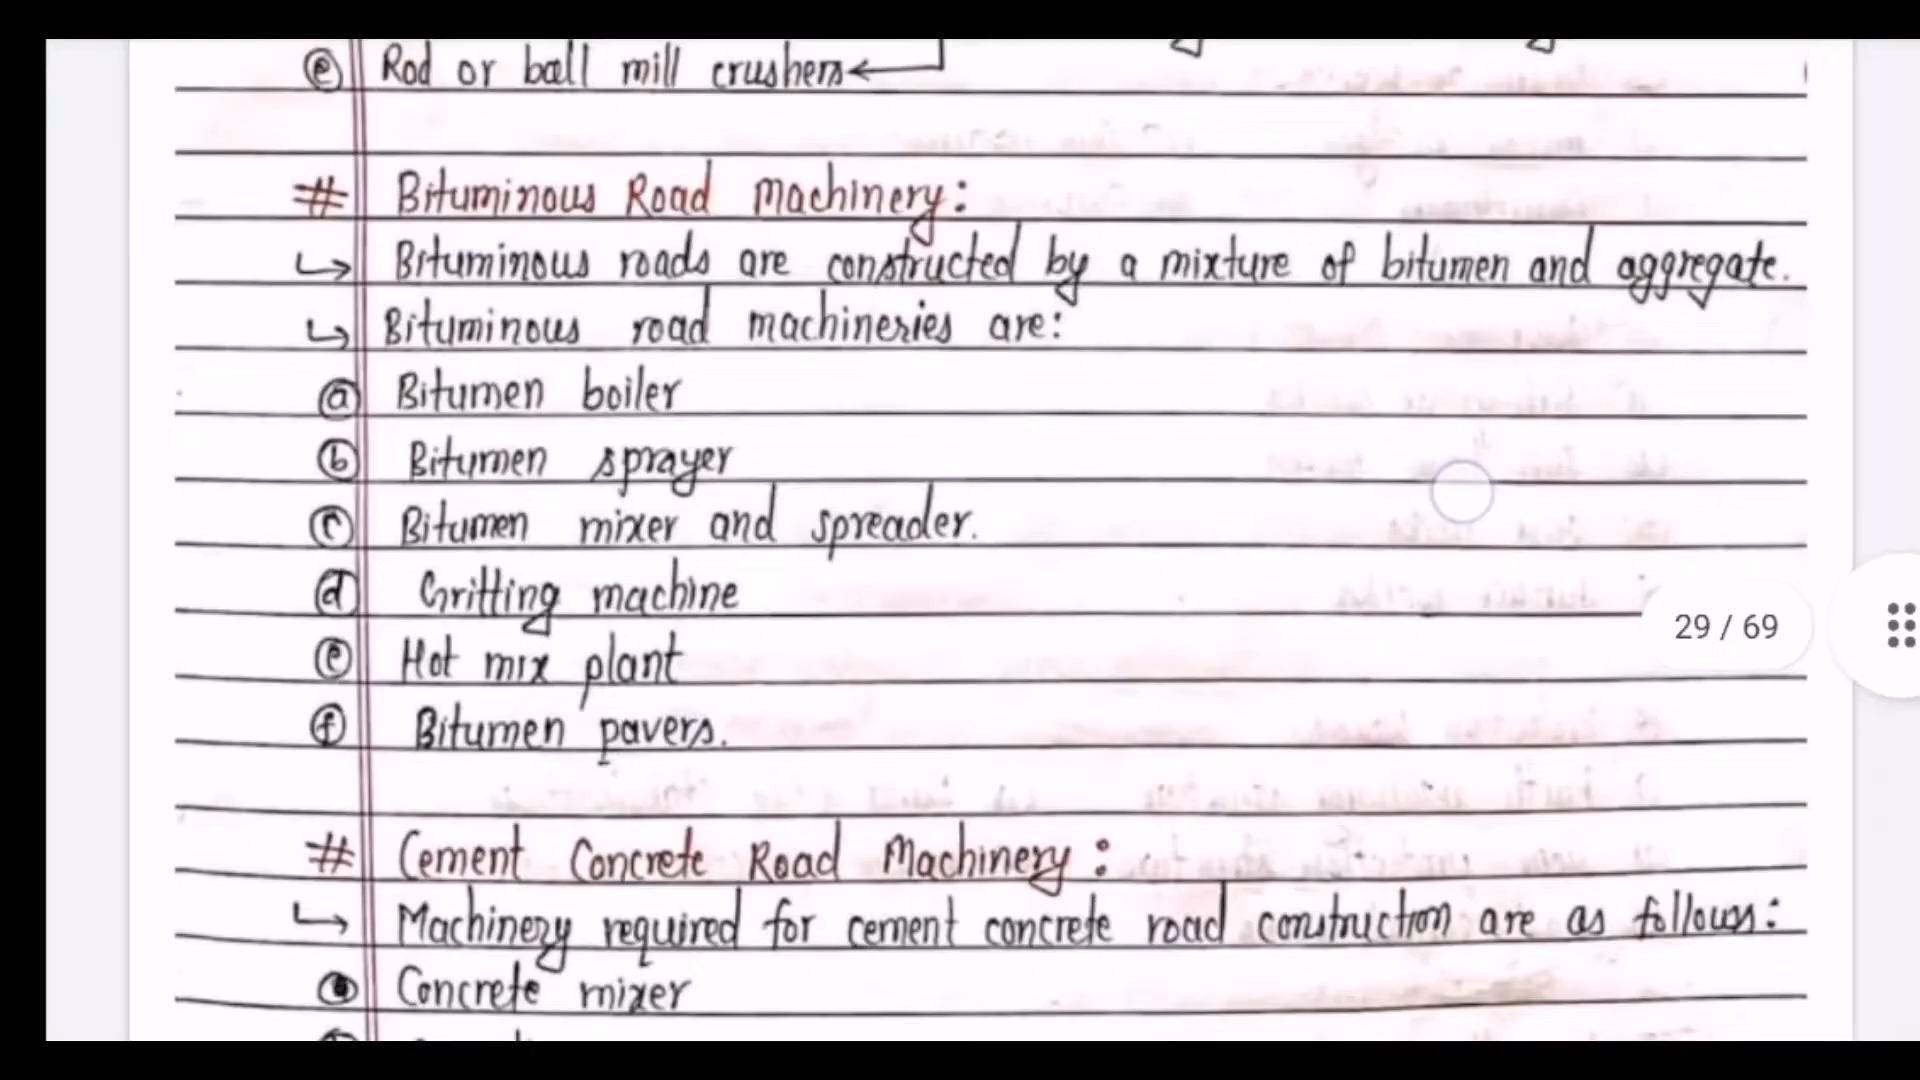 ⓔ Rod or ball mill crushers
# Bituminous Road Machinery:
↳ Bituminous roads are constructed by a mixture of bitumen and aggregate.
↳ Bituminous road machineries are:
ⓐ Bitumen boiler
ⓑ Bitumen sprayer
ⓒ Bitumen mixer and spreader.
ⓓ Gritting machine
ⓔ Hot mix plant
29 / 69
ⓕ Bitumen pavers.
# Cement Concrete Road Machinery:
↳ Machinery required for cement concrete road construction are as follows:
ⓐ Concrete mixer